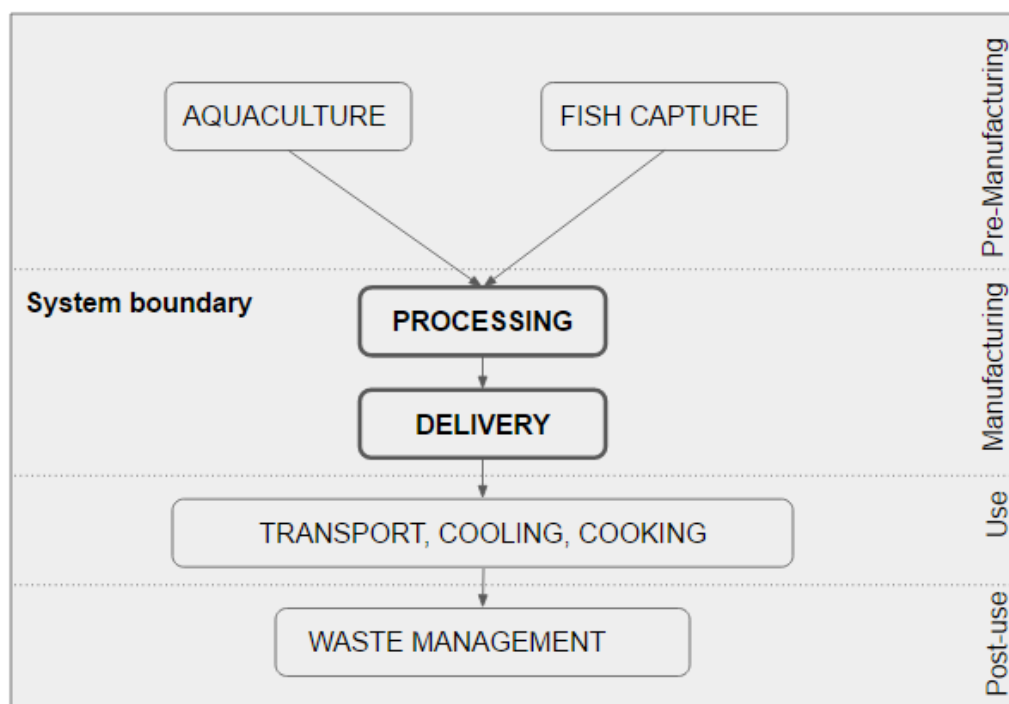 AQUACULTURE
FISH CAPTURE
Pre-Manufacturing
System boundary
PROCESSING
DELIVERY
Manufacturing
TRANSPORT, COOLING, COOKING
Use
WASTE MANAGEMENT
Post-use